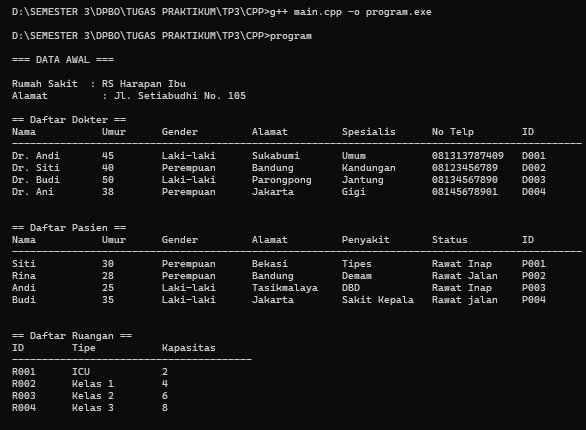 D:\SEMESTER 3\DPBO\TUGAS PRAKTIKUM\TP3\CPP>g++ main.cpp -o program.exe
D:\SEMESTER 3\DPBO\TUGAS PRAKTIKUM\TP3\CPP>program
=== DATA AWAL ===
Rumah Sakit  : RS Harapan Ibu
Alamat         : Jl. Setiabudhi No. 105
== Daftar Dokter ==
Nama           Umur      Gender         Alamat         Spesialis      No Telp        ID
-----------------------------------------------------------------------------------------------
Dr. Andi       45        Laki-laki      Sukabumi       Umum           081313787409   D001
Dr. Siti       40        Perempuan      Bandung        Kandungan      08123456789    D002
Dr. Budi       50        Laki-laki      Parongpong     Jantung        08134567890    D003
Dr. Ani        38        Perempuan      Jakarta        Gigi           08145678901    D004
== Daftar Pasien ==
Nama           Umur      Gender         Alamat         Penyakit       Status         ID
-----------------------------------------------------------------------------------------------
Siti           30        Perempuan      Bekasi         Tipes          Rawat Inap     P001
Rina           28        Perempuan      Bandung        Demam          Rawat Jalan    P002
Andi           25        Laki-laki      Tasikmalaya    DBD            Rawat Inap     P003
Budi           35        Laki-laki      Jakarta        Sakit Kepala   Rawat jalan    P004
== Daftar Ruangan ==
ID        Tipe           Kapasitas
----------------------------------------
R001      ICU            2
R002      Kelas 1        4
R003      Kelas 2        6
R004      Kelas 3        8